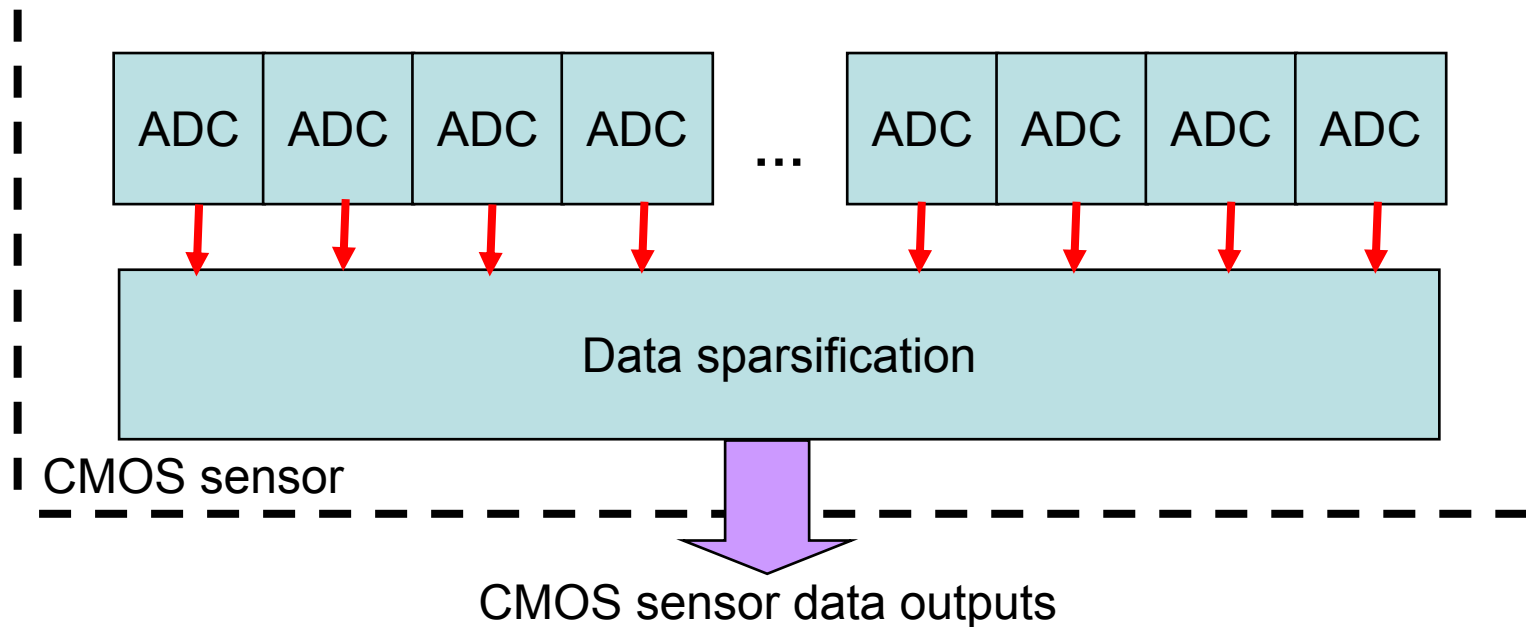 ADC ADC ADC ADC ... ADC ADC ADC ADC
Data sparsification
CMOS sensor
CMOS sensor data outputs